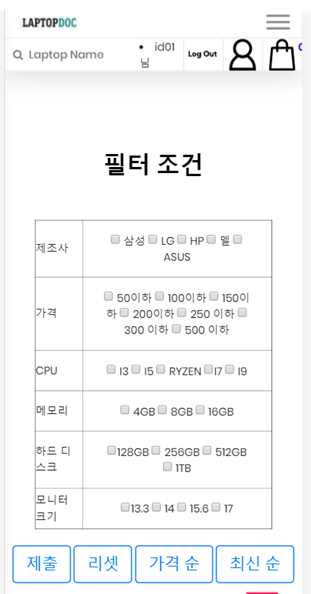 LAPTOPDOC
Laptop Name
• id01
님
Log Out
필터 조건
제조사
삼성 LG HP 델
ASUS
가격
50이하 100이하 150이
하 200이하 250 이하
300 이하 500 이하
CPU
I3 I5 RYZEN I7 I9
메모리
4GB 8GB 16GB
하드 디
스크
128GB 256GB 512GB
1TB
모니터
크기
13.3 14 15.6 17
제출 리셋 가격 순 최신 순